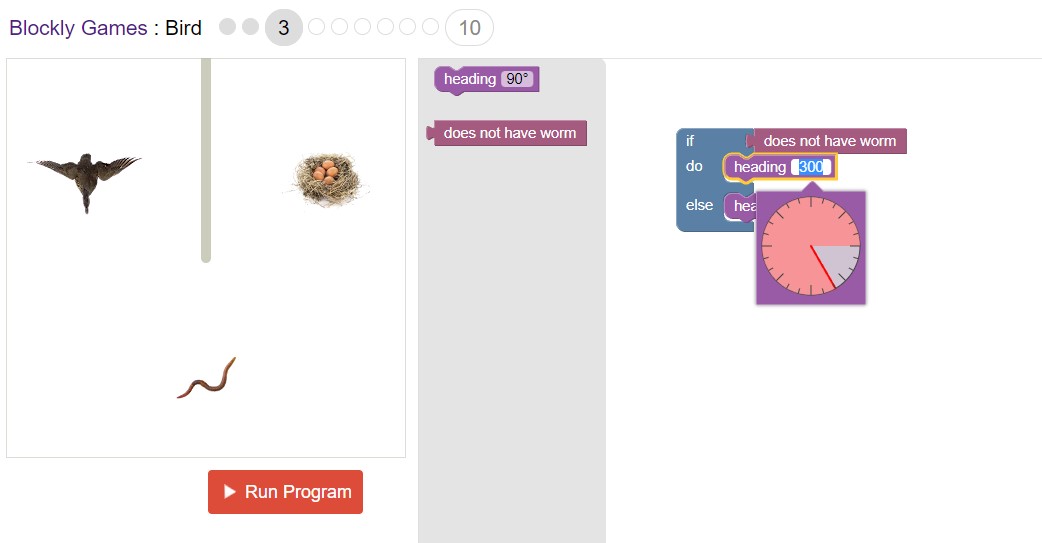 Blockly Games : Bird 3 10
heading 90°
does not have worm
if does not have worm
do heading 300
else hea
Run Program